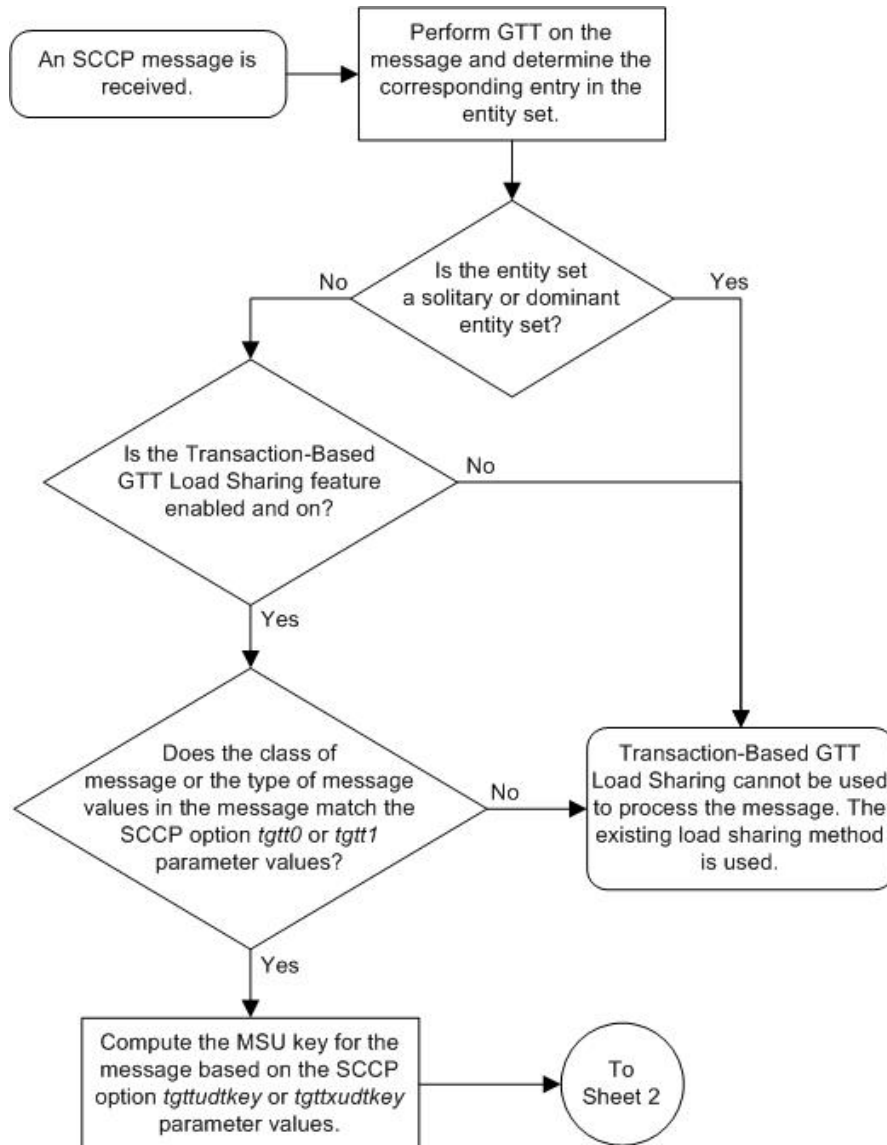 An SCCP message is
received.
Perform GTT on the
message and determine the
corresponding entry in the
entity set.
Is the entity set
a solitary or dominant
entity set?
No
Yes
Is the Transaction-Based
GTT Load Sharing feature
enabled and on?
No
Yes
Does the class of
message or the type of message
values in the message match the
SCCP option tgtt0 or tgtt1
parameter values?
No
Transaction-Based GTT
Load Sharing cannot be used
to process the message. The
existing load sharing method
is used.
Yes
Compute the MSU key for the
message based on the SCCP
option tgttudtkey or tgttxudtkey
parameter values.
To
Sheet 2